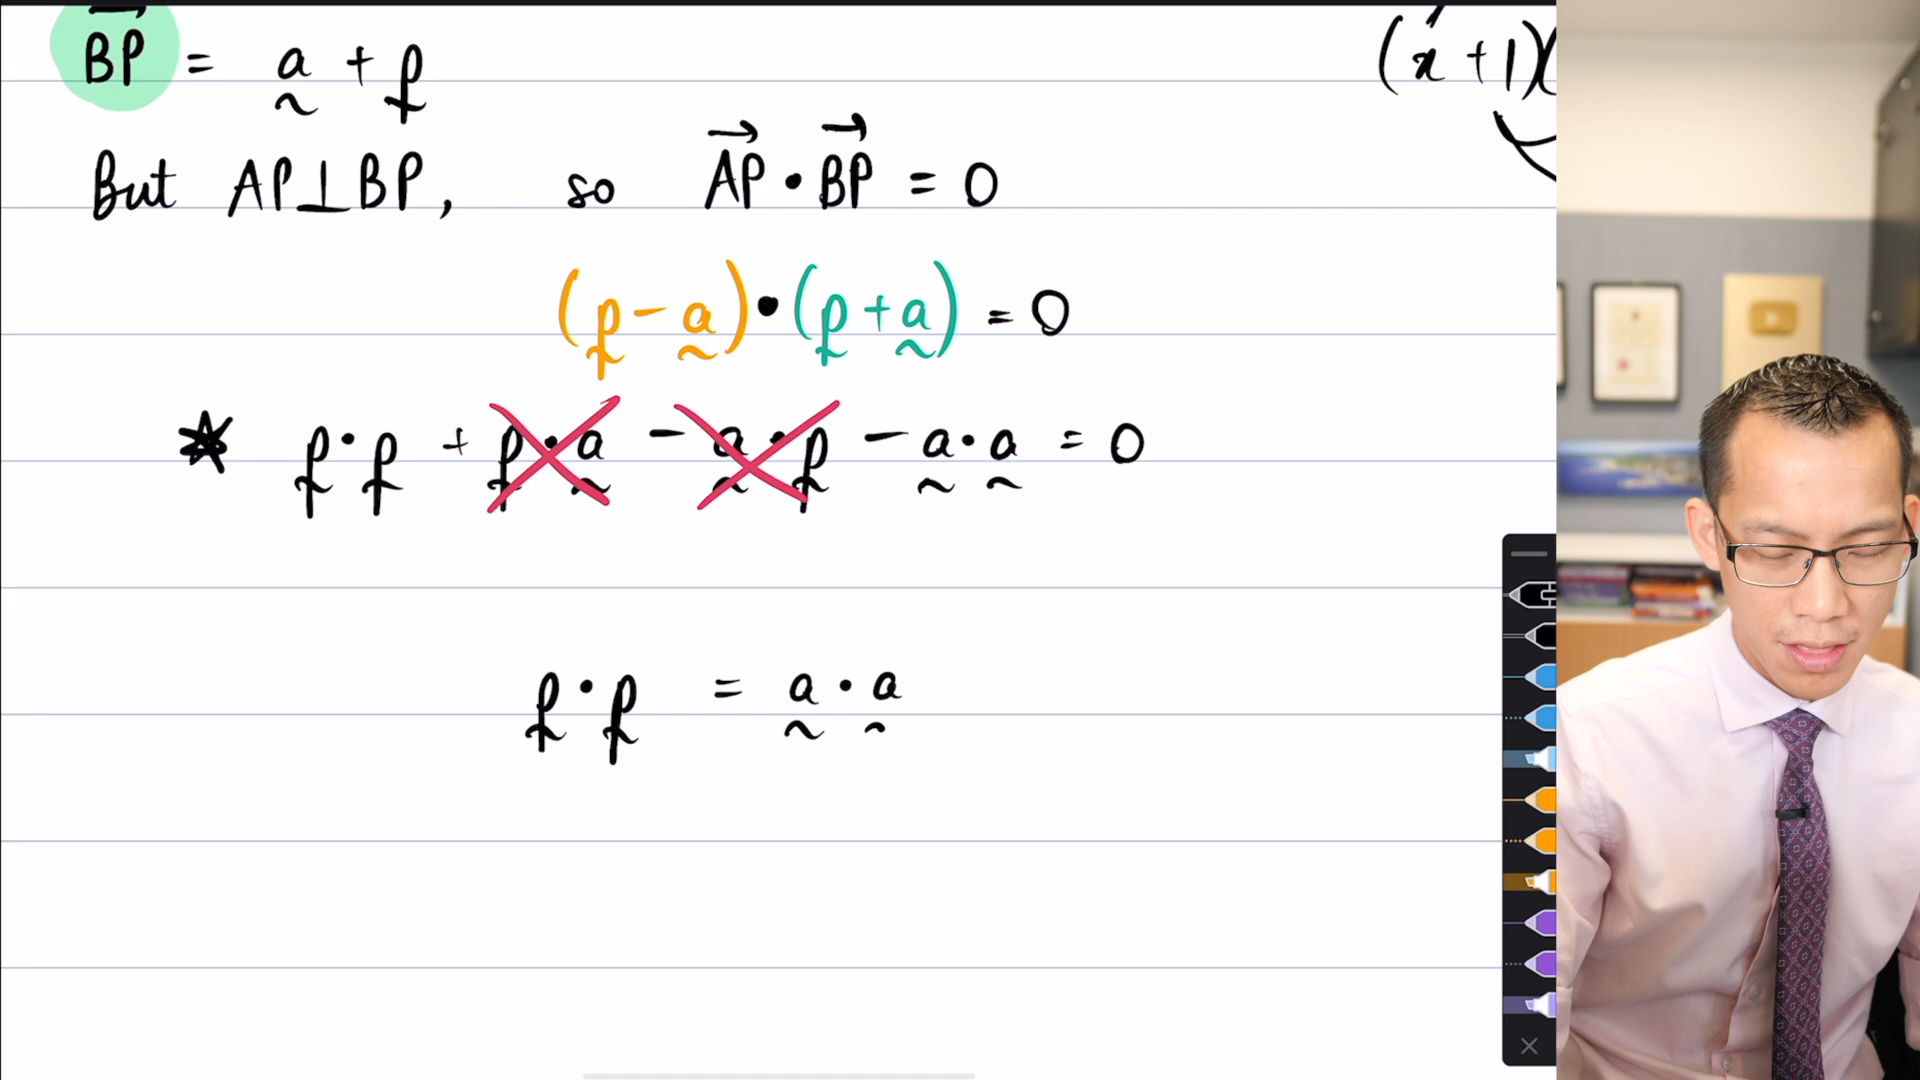 BP = a + p
(x + 1)(
But AP⊥BP, so AP • BP = 0
(p - a) • (p + a) = 0
* p • p + p • a - a • p - a • a = 0
p • p = a • a